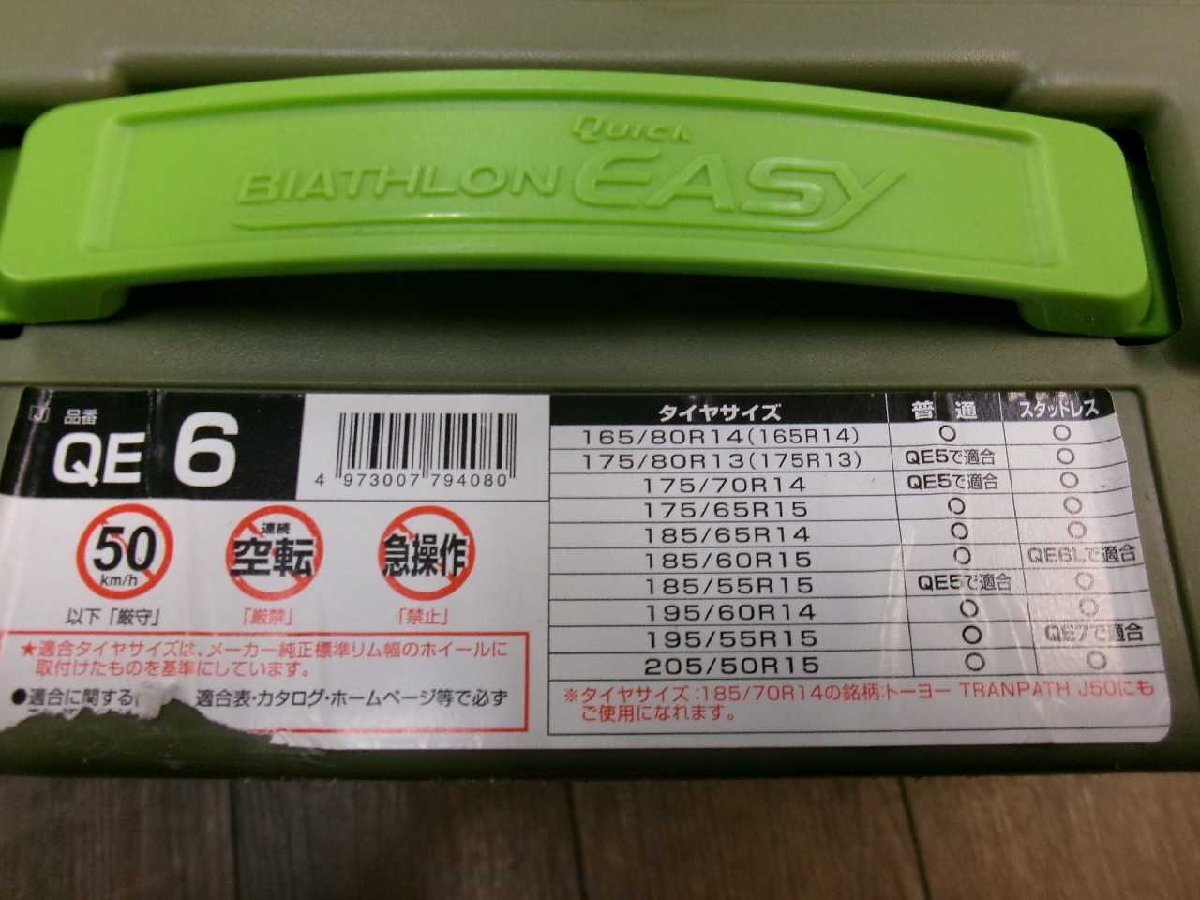 QUICK
BIATHLON EASY
J 品番
QE 6
4 973007 794080
50 km/h
以下「厳守」
連続
空転
「厳禁」
急操作
「禁止」
★適合タイヤサイズは、メーカー純正標準リム幅のホイールに
取付けたものを基準にしています。
●適合に関する 適合表・カタログ・ホームページ等で必ず
タイヤサイズ 普通 スタッドレス
165/80R14(165R14) ○ ○
175/80R13(175R13) QE5で適合 ○
175/70R14 QE5で適合 ○
175/65R15 ○ ○
185/65R14 ○ ○
185/60R15 ○ QE6Lで適合
185/55R15 QE5で適合 ○
195/60R14 ○ ○
195/55R15 ○ QE7で適合
205/50R15 ○ ○
※タイヤサイズ:185/70R14の銘柄:トーヨー TRANPATH J50にも
ご使用になれます。